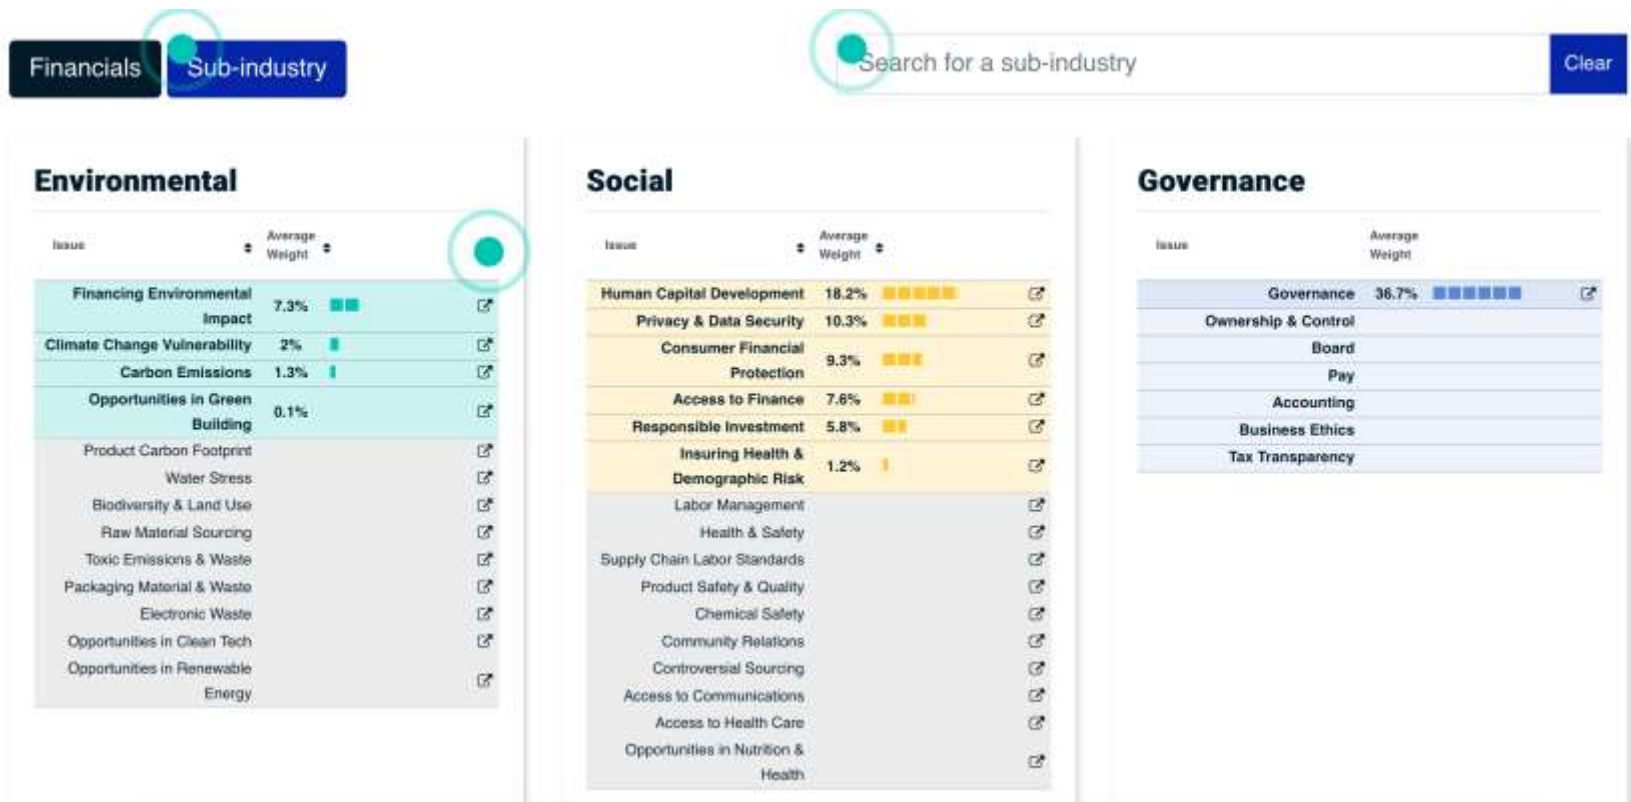 Financials
Sub-industry
Search for a sub-industry
Clear
Environmental
Issue
Average
Weight
Financing Environmental
Impact
7.3%
Climate Change Vulnerability 2%
Carbon Emissions 1.3%
Opportunities in Green
Building
0.1%
Product Carbon Footprint
Water Stress
Biodiversity & Land Use
Raw Material Sourcing
Toxic Emissions & Waste
Packaging Material & Waste
Electronic Waste
Opportunities in Clean Tech
Opportunities in Renewable
Energy
Social
Issue
Average
Weight
Human Capital Development 18.2%
Privacy & Data Security 10.3%
Consumer Financial
Protection
9.3%
Access to Finance 7.6%
Responsible Investment 5.8%
Insuring Health &
Demographic Risk
1.2%
Labor Management
Health & Safety
Supply Chain Labor Standards
Product Safety & Quality
Chemical Safety
Community Relations
Controversial Sourcing
Access to Communications
Access to Health Care
Opportunities in Nutrition &
Health
Governance
Issue
Average
Weight
Governance 36.7%
Ownership & Control
Board
Pay
Accounting
Business Ethics
Tax Transparency